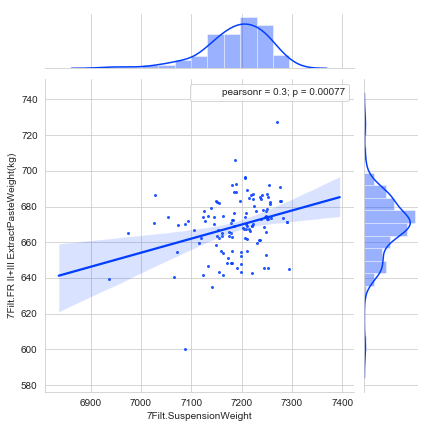 pearsonr = 0.3; p = 0.00077
740
720
700
680
660
640
620
600
580
7Filt.FR II+III ExtractPasteWeight(kg)
6900 7000 7100 7200 7300 7400
7Filt.SuspensionWeight